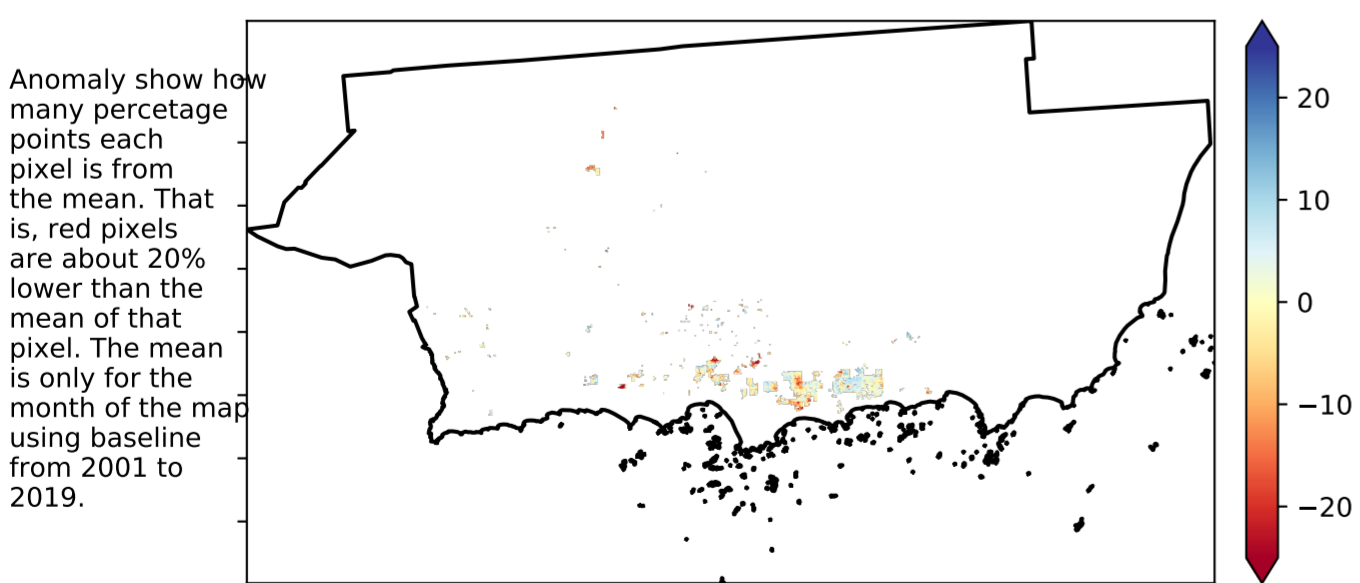 Anomaly show how
many percetage
points each
pixel is from
the mean. That
is, red pixels
are about 20%
lower than the
mean of that
pixel. The mean
is only for the
month of the map
using baseline
from 2001 to
2019.
20
10
0
−10
−20